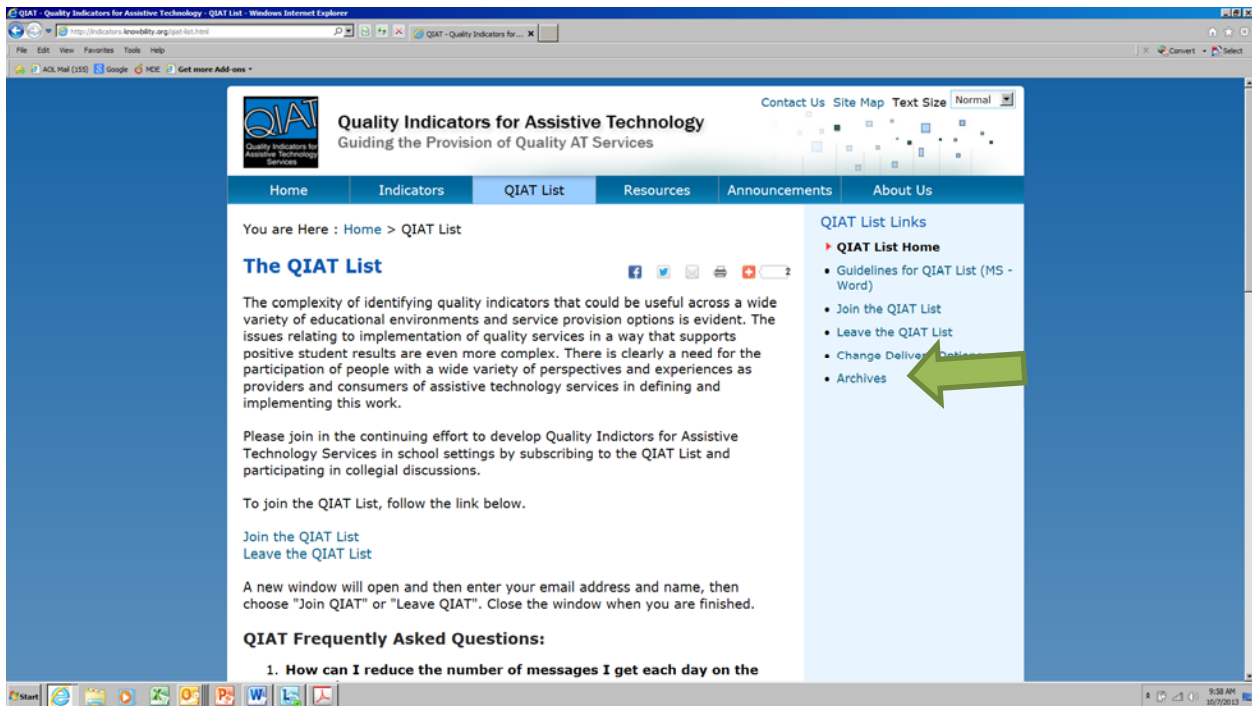 QIAT - Quality Indicators for Assistive Technology - QIAT List - Windows Internet Explorer
http://indicators.knowbility.org/qiat-list.html
QIAT - Quality Indicators for...
File Edit View Favorites Tools Help
Convert Select
AOL Mail (155) Google MDE Get more Add-ons
Contact Us Site Map Text Size Normal
QIAT
Quality Indicators for
Assistive Technology
Services
Quality Indicators for Assistive Technology
Guiding the Provision of Quality AT Services
Home Indicators QIAT List Resources Announcements About Us
You are Here : Home > QIAT List
The QIAT List
2
The complexity of identifying quality indicators that could be useful across a wide
variety of educational environments and service provision options is evident. The
issues relating to implementation of quality services in a way that supports
positive student results are even more complex. There is clearly a need for the
participation of people with a wide variety of perspectives and experiences as
providers and consumers of assistive technology services in defining and
implementing this work.
Please join in the continuing effort to develop Quality Indictors for Assistive
Technology Services in school settings by subscribing to the QIAT List and
participating in collegial discussions.
To join the QIAT List, follow the link below.
Join the QIAT List
Leave the QIAT List
A new window will open and then enter your email address and name, then
choose "Join QIAT" or "Leave QIAT". Close the window when you are finished.
QIAT Frequently Asked Questions:
1. How can I reduce the number of messages I get each day on the
QIAT List Links
QIAT List Home
Guidelines for QIAT List (MS -
Word)
Join the QIAT List
Leave the QIAT List
Change Delivery Options
Archives
Start
9:58 AM
10/7/2013